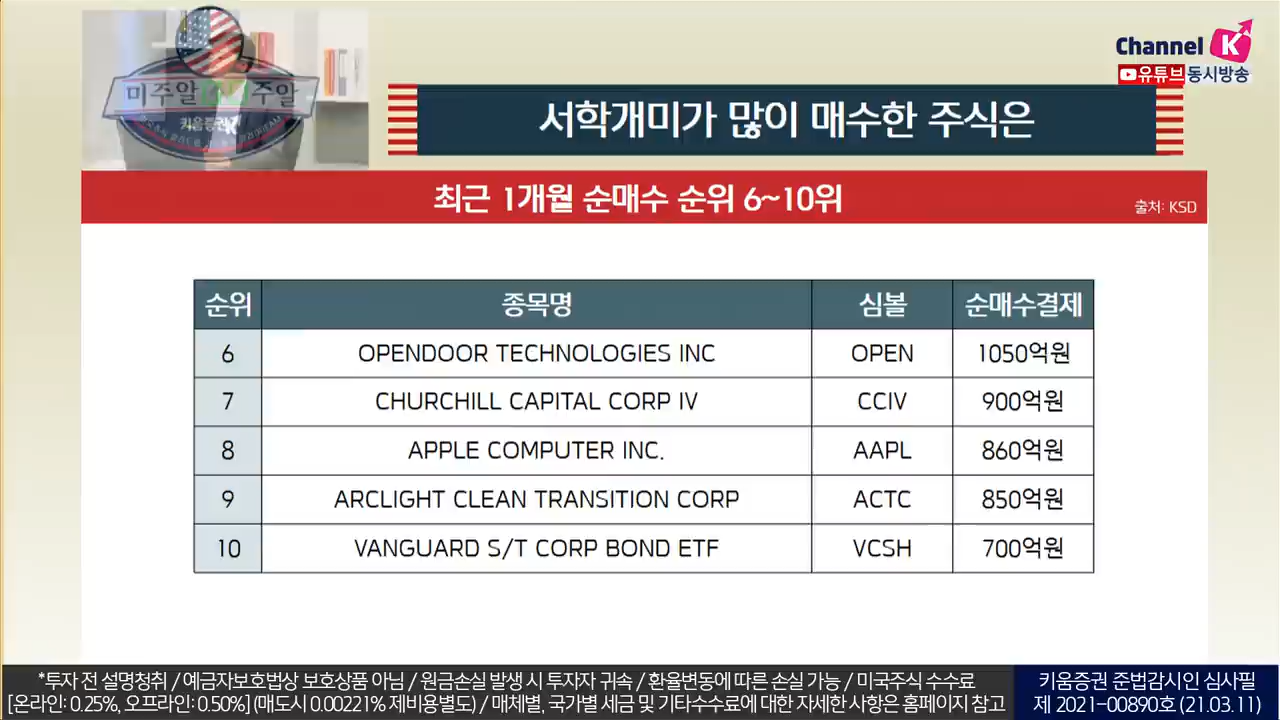 Channel K
유튜브 동시방송
미주알
주알
키움증권
서학개미가 많이 매수한 주식은
최근 1개월 순매수 순위 6~10위
출처: KSD
순위 종목명 심볼 순매수결제
6 OPENDOOR TECHNOLOGIES INC OPEN 1050억원
7 CHURCHILL CAPITAL CORP IV CCIV 900억원
8 APPLE COMPUTER INC. AAPL 860억원
9 ARCLIGHT CLEAN TRANSITION CORP ACTC 850억원
10 VANGUARD S/T CORP BOND ETF VCSH 700억원
*투자 전 설명청취 / 예금자보호법상 보호상품 아님 / 원금손실 발생 시 투자자 귀속 / 환율변동에 따른 손실 가능 / 미국주식 수수료
[온라인: 0.25%, 오프라인: 0.50%] (매도시 0.00221% 제비용별도) / 매체별, 국가별 세금 및 기타수수료에 대한 자세한 사항은 홈페이지 참고
키움증권 준법감시인 심사필
제 2021-00890호 (21.03.11)